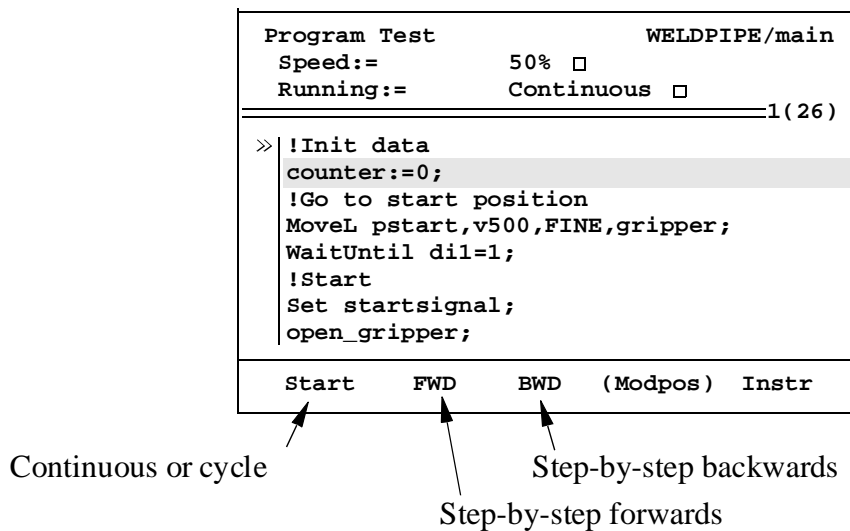 Program Test WELDPIPE/main
Speed:= 50%
Running:= Continuous
1(26)
» !Init data
counter:=0;
!Go to start position
MoveL pstart,v500,FINE,gripper;
WaitUntil di1=1;
!Start
Set startsignal;
open_gripper;
Start FWD BWD (Modpos) Instr
Continuous or cycle Step-by-step backwards
Step-by-step forwards